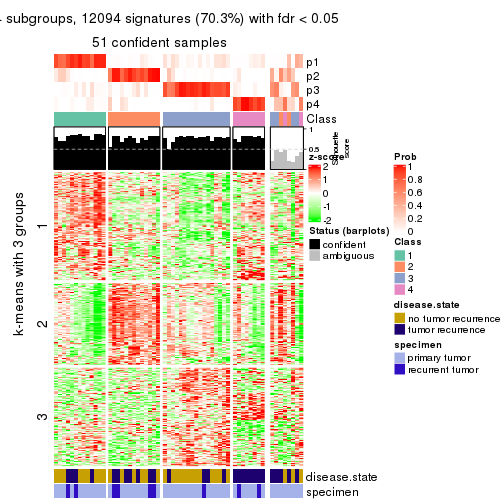 subgroups, 12094 signatures (70.3%) with fdr < 0.05
51 confident samples
p1
p2
p3
p4
Class
1
0.5
Silhouette
score
k-means with 3 groups
1
2
3
z-score
2
1
0
-1
-2
Status (barplots)
confident
ambiguous
Prob
1
0.8
0.6
0.4
0.2
0
Class
1
2
3
4
disease.state
no tumor recurrence
tumor recurrence
specimen
primary tumor
recurrent tumor
disease.state
specimen